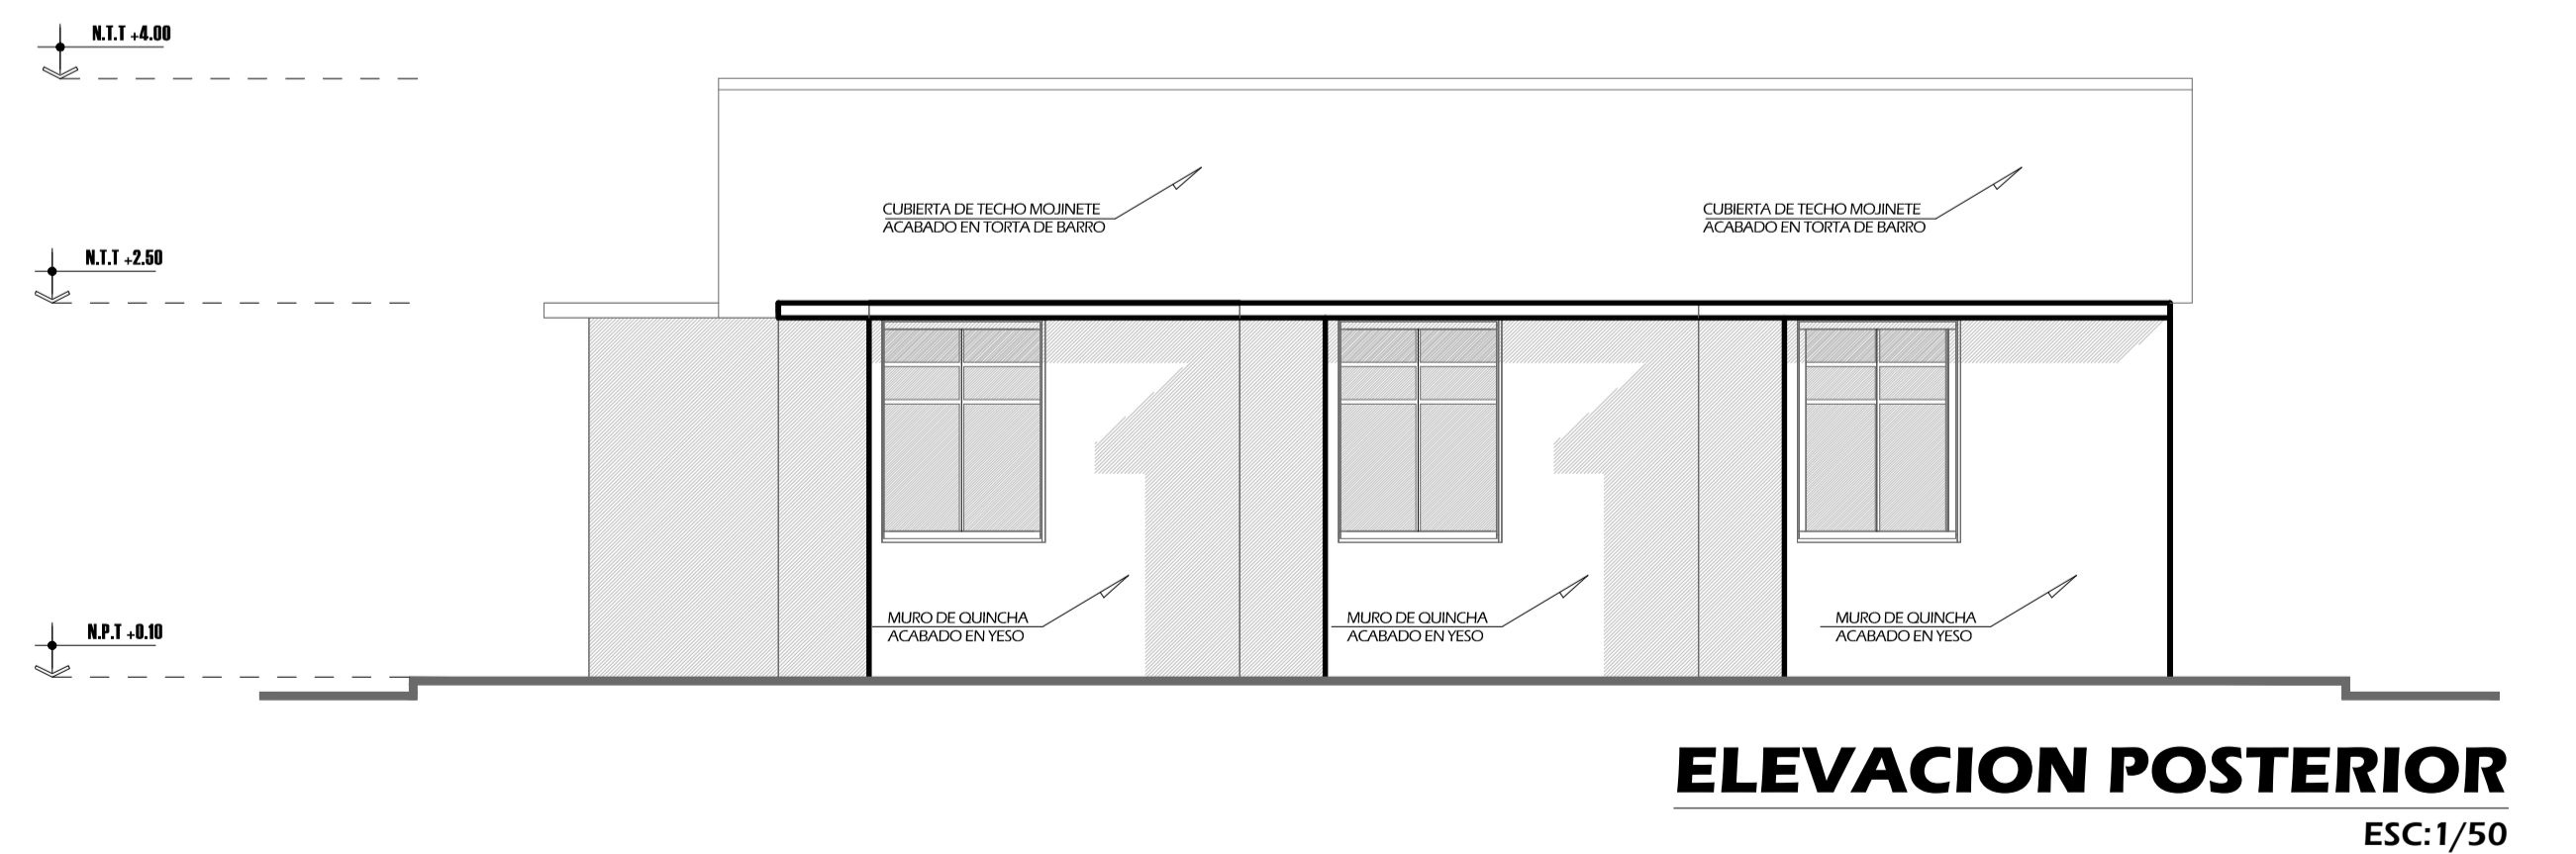 N.T.T +4.00
CUBIERTA DE TECHO MOJINETE
ACABADO EN TORTA DE BARRO
CUBIERTA DE TECHO MOJINETE
ACABADO EN TORTA DE BARRO
N.T.T +2.50
MURO DE QUINCHA
ACABADO EN YESO
MURO DE QUINCHA
ACABADO EN YESO
MURO DE QUINCHA
ACABADO EN YESO
N.P.T +0.10
ELEVACION POSTERIOR
ESC:1/50